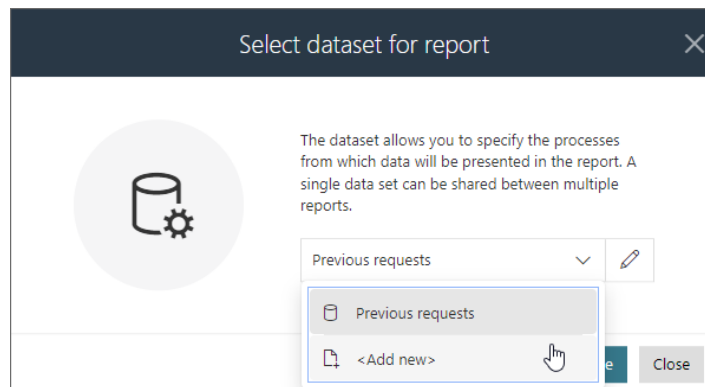 Select dataset for report
The dataset allows you to specify the processes
from which data will be presented in the report. A
single data set can be shared between multiple
reports.
Previous requests
Previous requests
<Add new>
Close